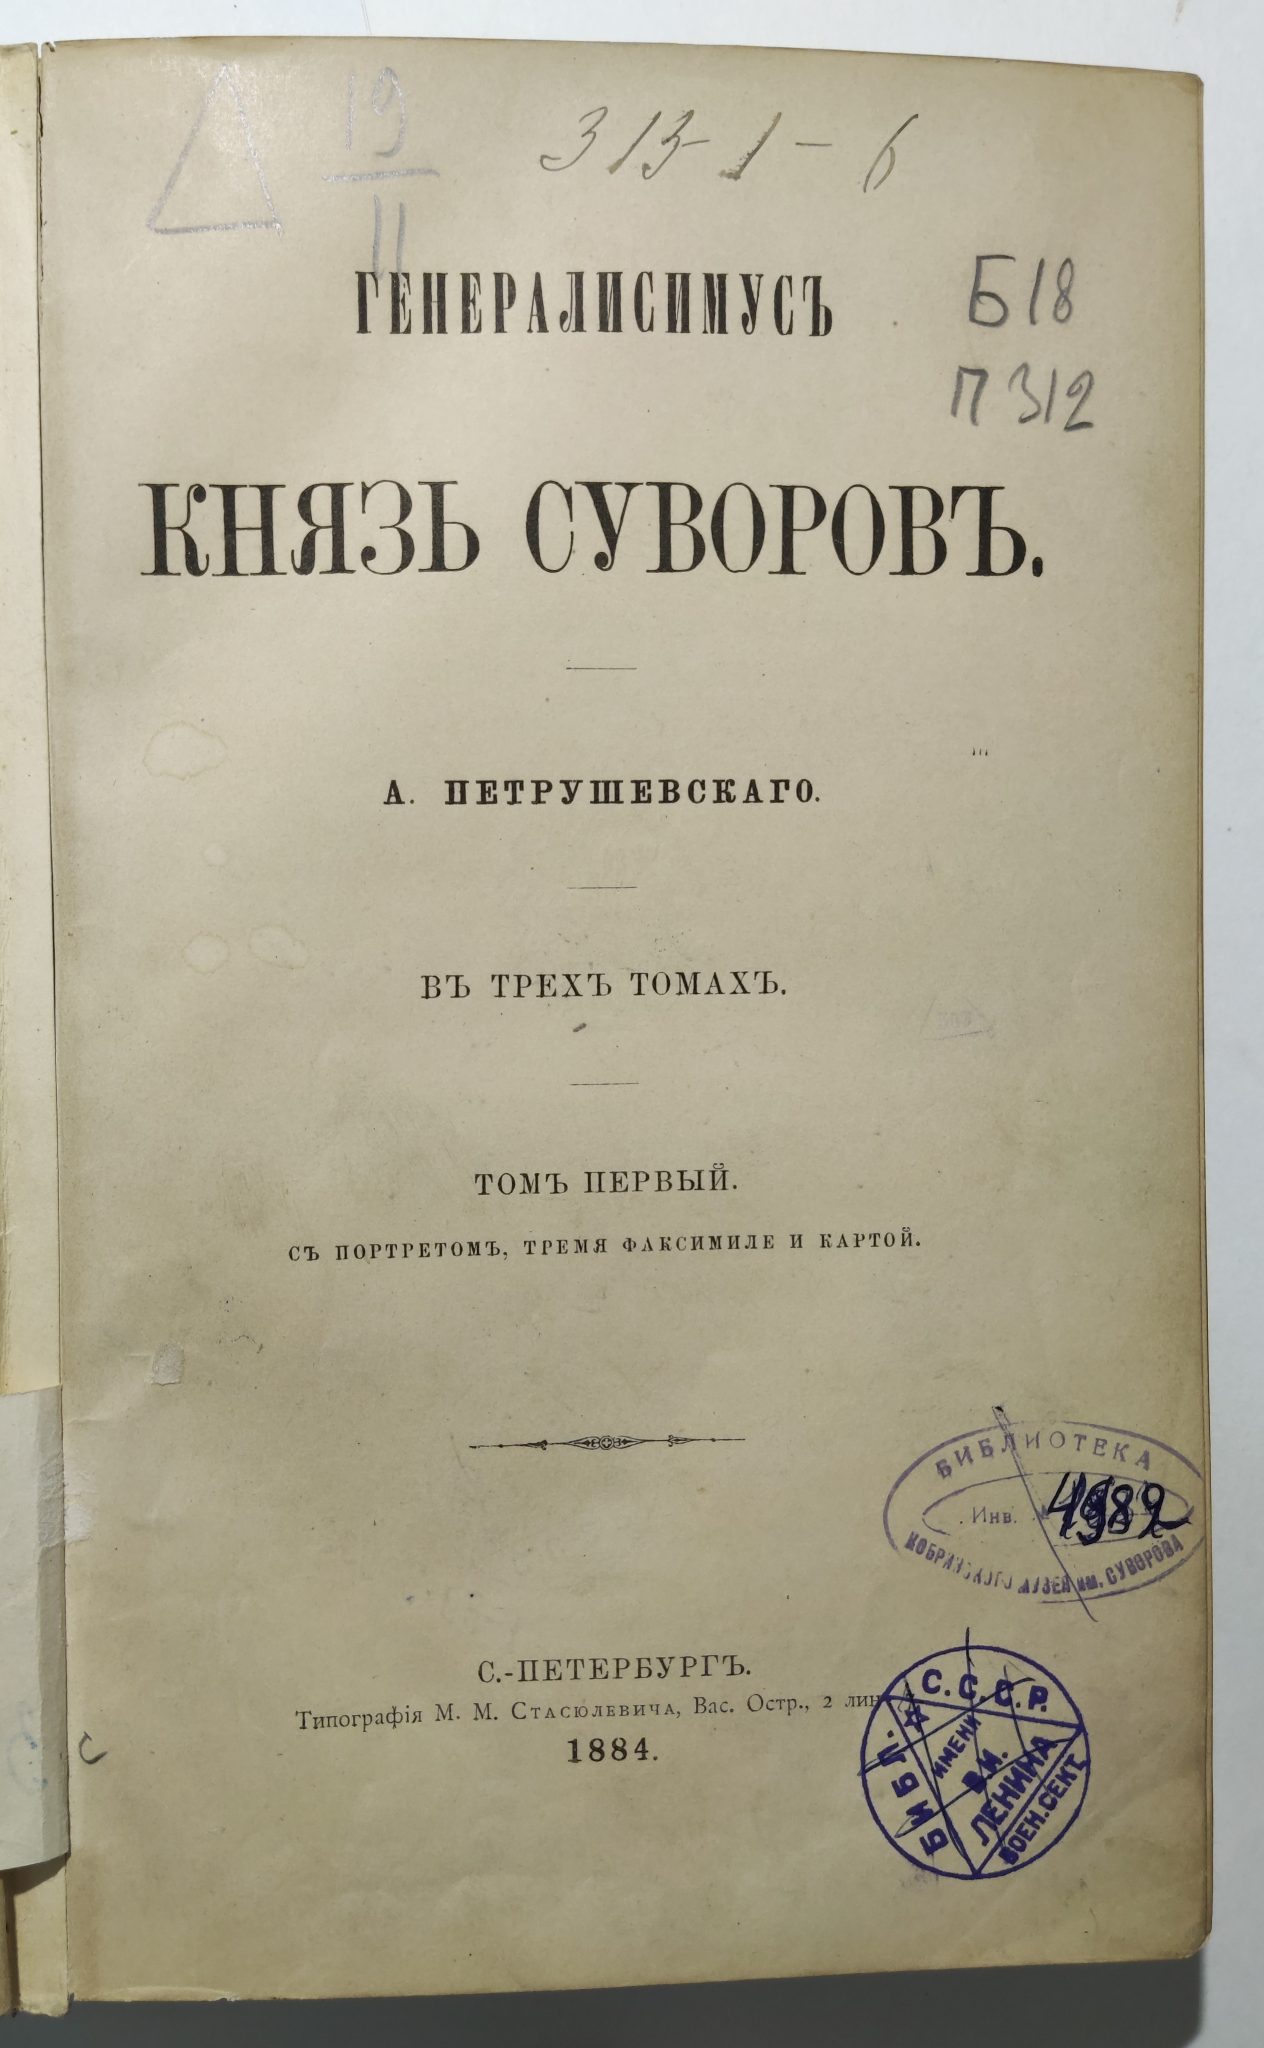 19
11
313-1-6
ГЕНЕРАЛИСИМУСЪ
Б18
П312
КНЯЗЬ СУВОРОВЪ.
А. ПЕТРУШЕВСКАГО.
ВЪ ТРЕХЪ ТОМАХЪ.
ТОМЪ ПЕРВЫЙ.
СЪ ПОРТРЕТОМЪ, ТРЕМЯ ФАКСИМИЛЕ И КАРТОЙ.
БИБЛИОТЕКА
Инв.
КОБРИНСКОГО МУЗЕЯ им. СУВОРОВА
С.-ПЕТЕРБУРГЪ.
Типографія М. М. Стасюлевича, Вас. Остр., 2 лин.
1884.
БИБЛ.
С.С.С.Р.
ИМЕНИ
В.И.
ЛЕНИНА
ВОЕН.СЕКТ